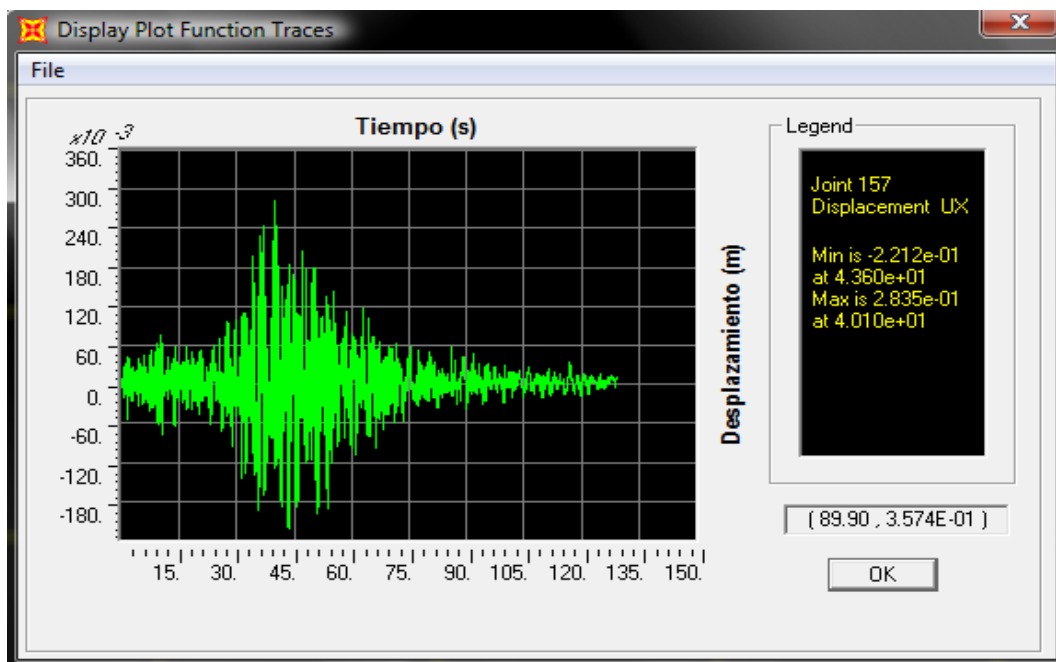 Display Plot Function Traces
File
x10 -3
Tiempo (s)
360.
300.
240.
180.
120.
60.
0.
-60.
-120.
-180.
15. 30. 45. 60. 75. 90. 105. 120. 135. 150.
Desplazamiento (m)
Legend
Joint 157
Displacement UX
Min is -2.212e-01
at 4.360e+01
Max is 2.835e-01
at 4.010e+01
( 89.90 , 3.574E-01 )
OK